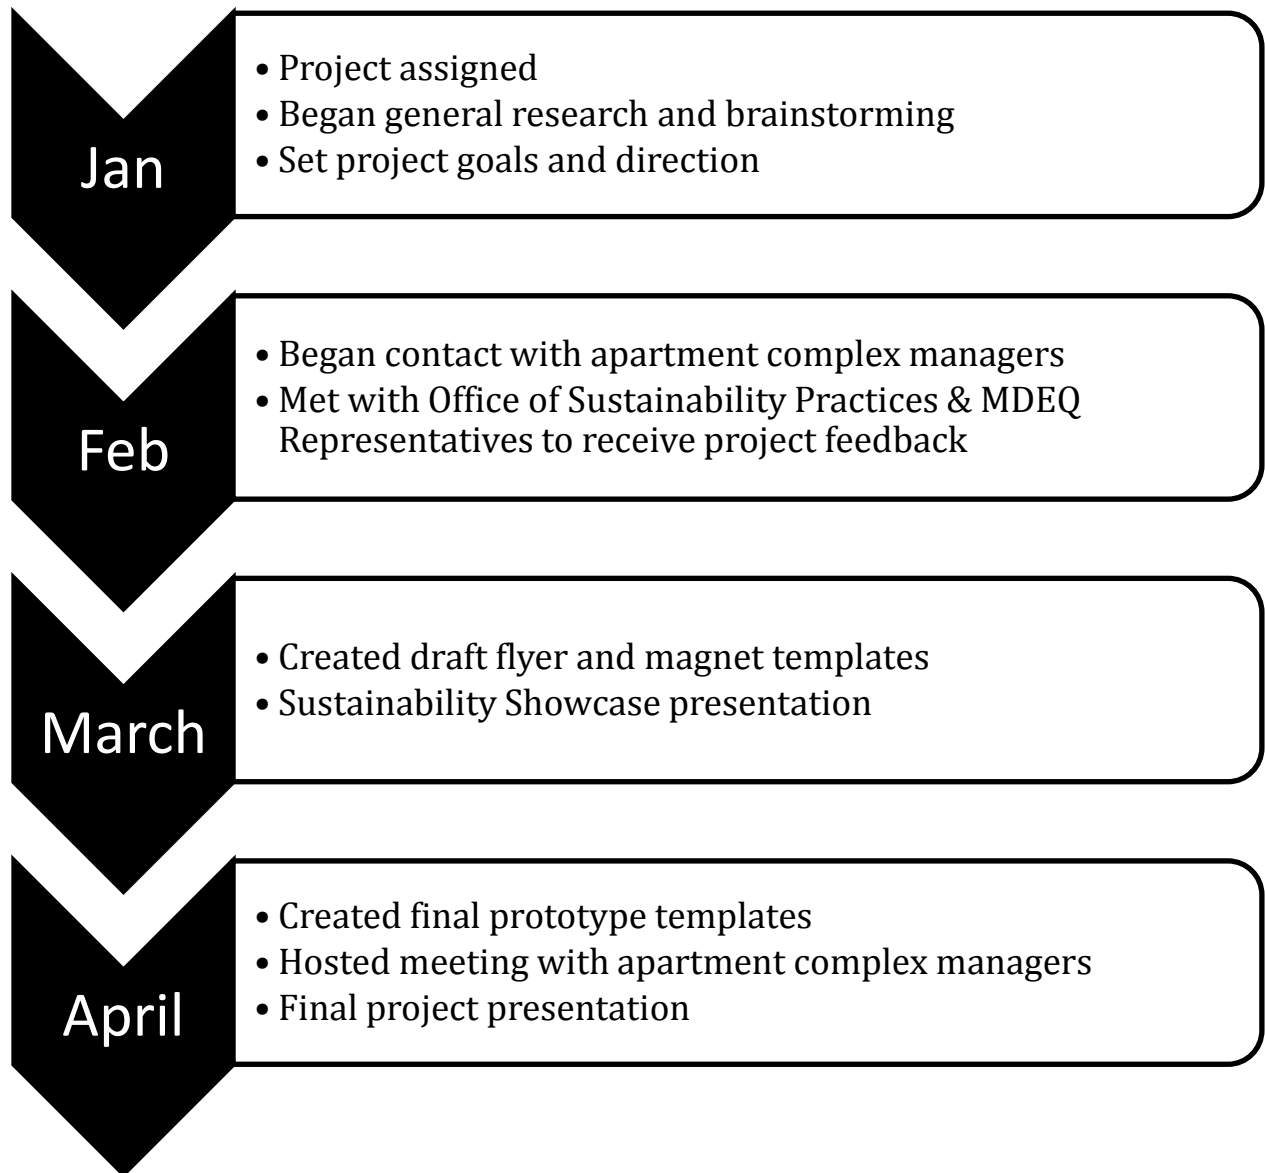 Jan
• Project assigned
• Began general research and brainstorming
• Set project goals and direction
Feb
• Began contact with apartment complex managers
• Met with Office of Sustainability Practices & MDEQ
Representatives to receive project feedback
March
• Created draft flyer and magnet templates
• Sustainability Showcase presentation
April
• Created final prototype templates
• Hosted meeting with apartment complex managers
• Final project presentation